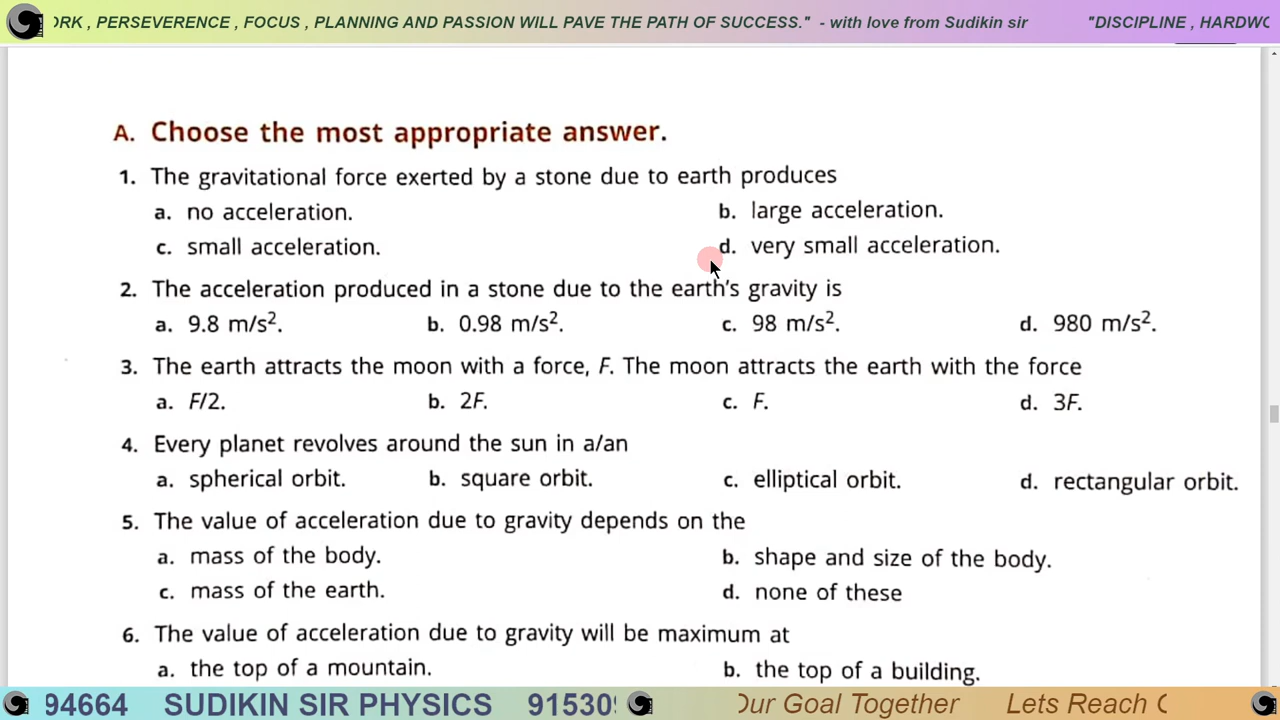 ORK , PERSEVERENCE , FOCUS , PLANNING AND PASSION WILL PAVE THE PATH OF SUCCESS." - with love from Sudikin sir "DISCIPLINE , HARDWO
A. Choose the most appropriate answer.
1. The gravitational force exerted by a stone due to earth produces
a. no acceleration. b. large acceleration.
c. small acceleration. d. very small acceleration.
2. The acceleration produced in a stone due to the earth's gravity is
a. 9.8 m/s². b. 0.98 m/s². c. 98 m/s². d. 980 m/s².
3. The earth attracts the moon with a force, F. The moon attracts the earth with the force
a. F/2. b. 2F. c. F. d. 3F.
4. Every planet revolves around the sun in a/an
a. spherical orbit. b. square orbit. c. elliptical orbit. d. rectangular orbit.
5. The value of acceleration due to gravity depends on the
a. mass of the body. b. shape and size of the body.
c. mass of the earth. d. none of these
6. The value of acceleration due to gravity will be maximum at
a. the top of a mountain. b. the top of a building.
94664 SUDIKIN SIR PHYSICS 91530 Our Goal Together Lets Reach